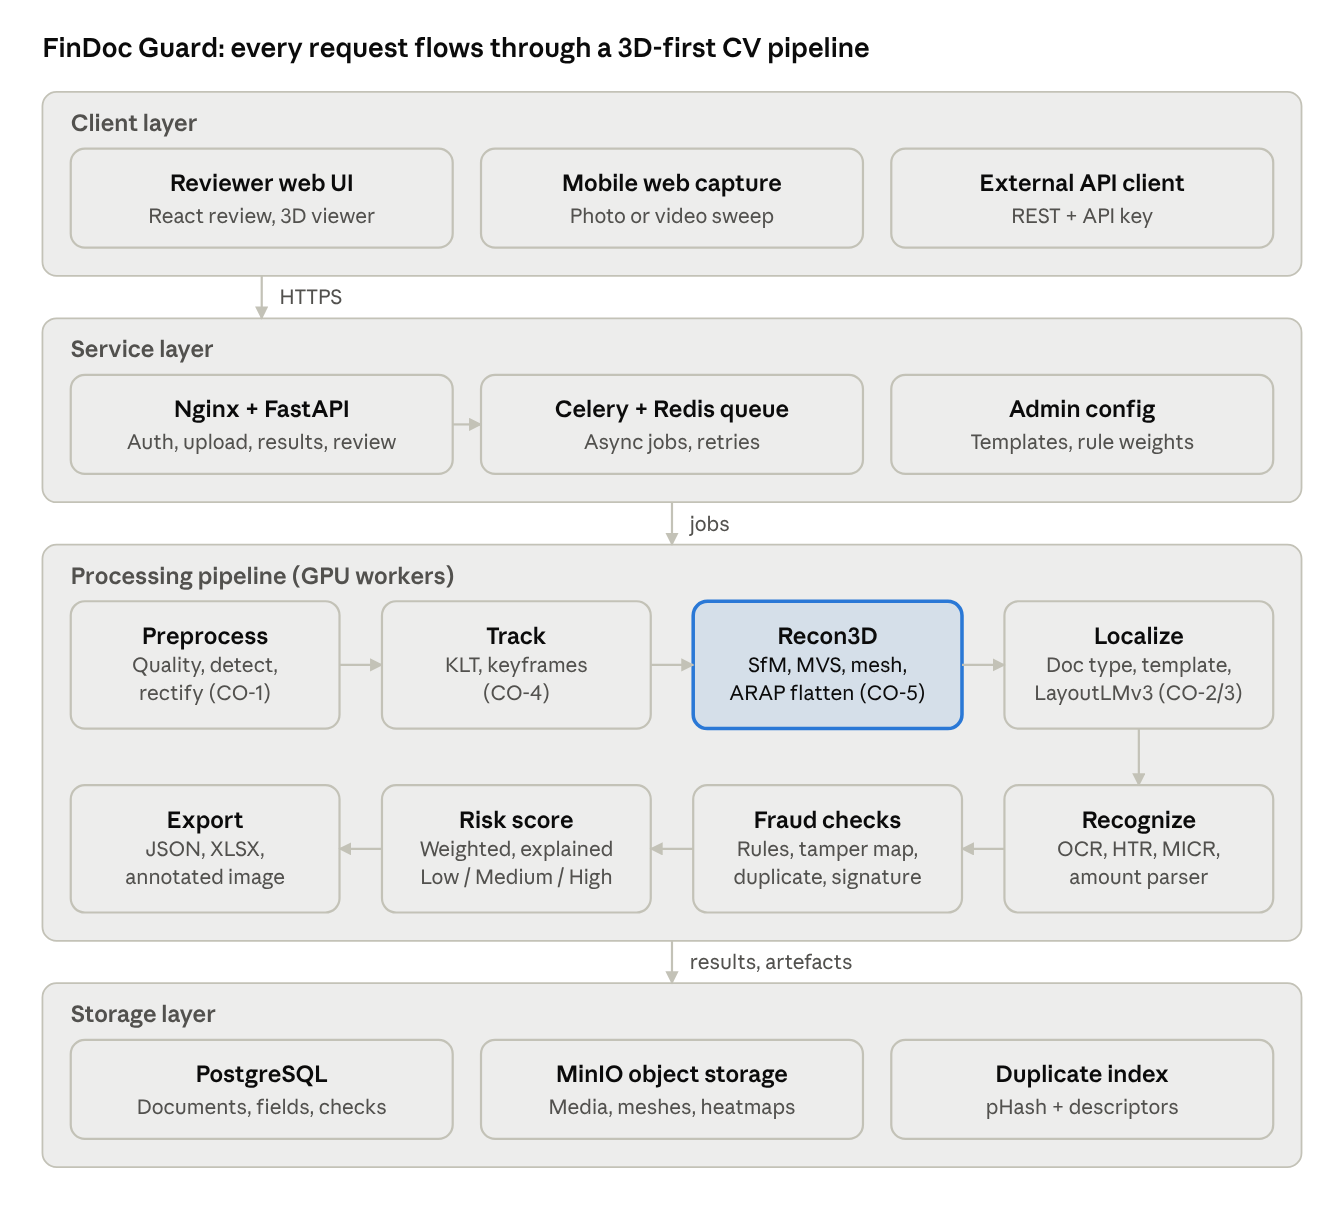 FinDoc Guard: every request flows through a 3D-first CV pipeline
Client layer
Reviewer web UI
React review, 3D viewer
Mobile web capture
Photo or video sweep
External API client
REST + API key
HTTPS
Service layer
Nginx + FastAPI
Auth, upload, results, review
Celery + Redis queue
Async jobs, retries
Admin config
Templates, rule weights
jobs
Processing pipeline (GPU workers)
Preprocess
Quality, detect,
rectify (CO-1)
Track
KLT, keyframes
(CO-4)
Recon3D
SfM, MVS, mesh,
ARAP flatten (CO-5)
Localize
Doc type, template,
LayoutLMv3 (CO-2/3)
Export
JSON, XLSX,
annotated image
Risk score
Weighted, explained
Low / Medium / High
Fraud checks
Rules, tamper map,
duplicate, signature
Recognize
OCR, HTR, MICR,
amount parser
results, artefacts
Storage layer
PostgreSQL
Documents, fields, checks
MinIO object storage
Media, meshes, heatmaps
Duplicate index
pHash + descriptors